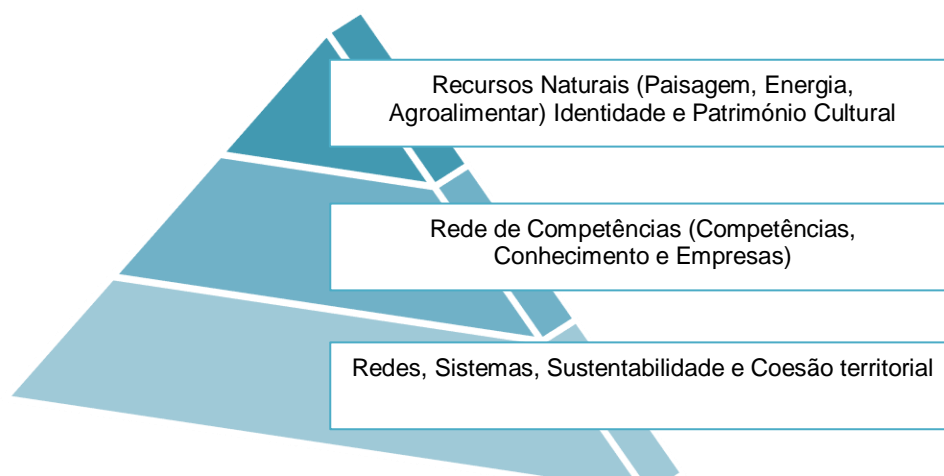 Recursos Naturais (Paisagem, Energia,
Agroalimentar) Identidade e Património Cultural
Rede de Competências (Competências,
Conhecimento e Empresas)
Redes, Sistemas, Sustentabilidade e Coesão territorial